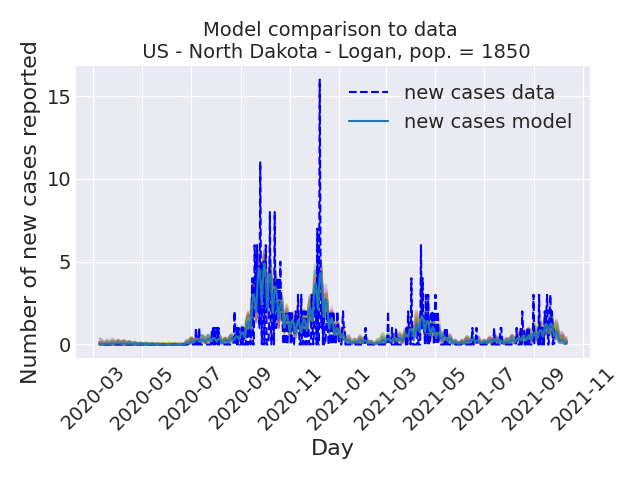 Model comparison to data
US - North Dakota - Logan, pop. = 1850
Number of new cases reported
15
10
5
0
new cases data
new cases model
2020-03
2020-05
2020-07
2020-09
2020-11
2021-01
2021-03
2021-05
2021-07
2021-09
2021-11
Day